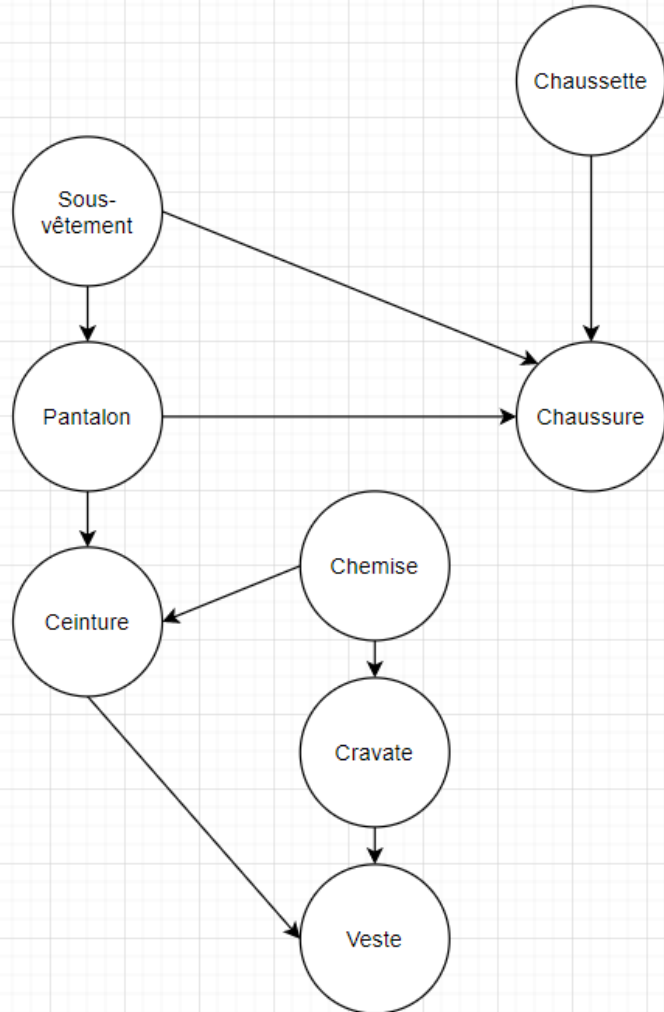 Chaussette
Sous-
vêtement
Pantalon
Chaussure
Chemise
Ceinture
Cravate
Veste